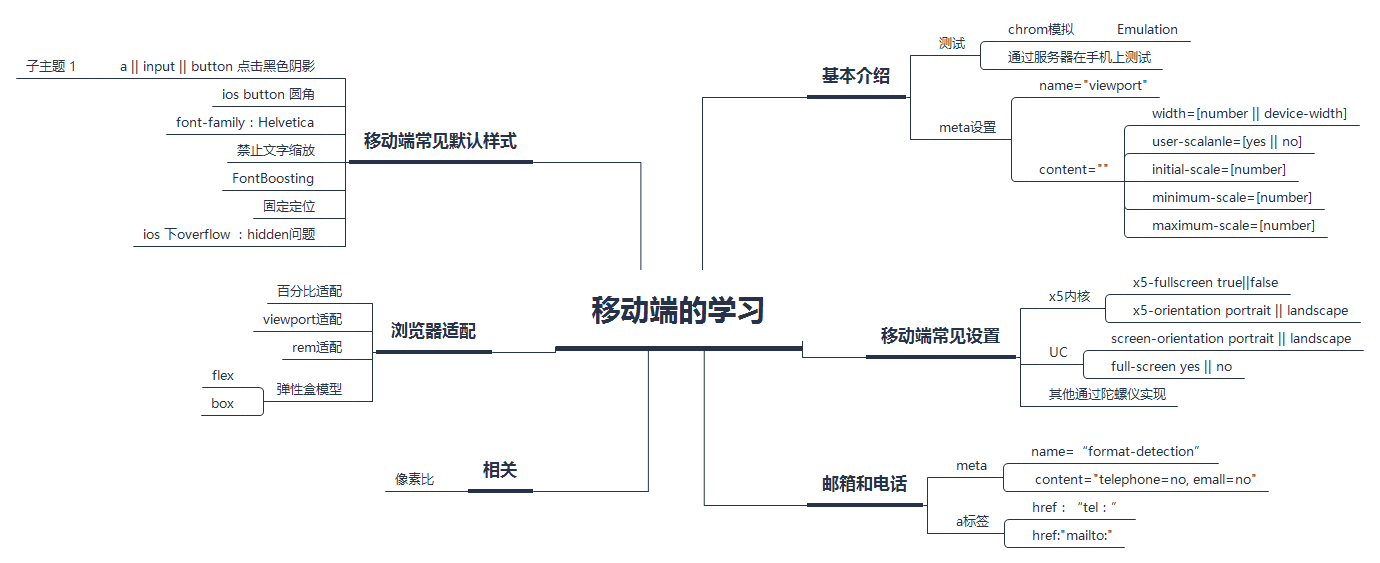 移动端的学习
基本介绍
测试
chrom模拟 Emulation
通过服务器在手机上测试
meta设置
name="viewport"
content=""
width=[number || device-width]
user-scalanle=[yes || no]
initial-scale=[number]
minimum-scale=[number]
maximum-scale=[number]
移动端常见设置
x5内核
x5-fullscreen true||false
x5-orientation portrait || landscape
UC
screen-orientation portrait || landscape
full-screen yes || no
其他通过陀螺仪实现
邮箱和电话
meta
name=“format-detection”
content="telephone=no, emall=no"
a标签
href：“tel：”
href:"mailto:"
移动端常见默认样式
子主题 1 a || input || button 点击黑色阴影
ios button 圆角
font-family：Helvetica
禁止文字缩放
FontBoosting
固定定位
ios 下overflow ：hidden问题
浏览器适配
百分比适配
viewport适配
rem适配
弹性盒模型
flex
box
相关
像素比